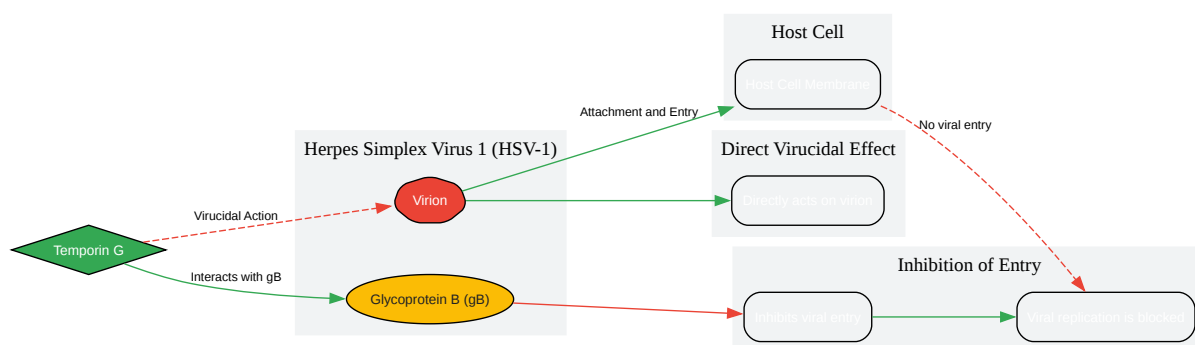 Host Cell
Host Cell Membrane
Attachment and Entry
No viral entry
Herpes Simplex Virus 1 (HSV-1)
Direct Virucidal Effect
Virion
Directly acts on virion
Virucidal Action
Temporin G
Interacts with gB
Inhibition of Entry
Glycoprotein B (gB)
Inhibits viral entry
Viral replication is blocked